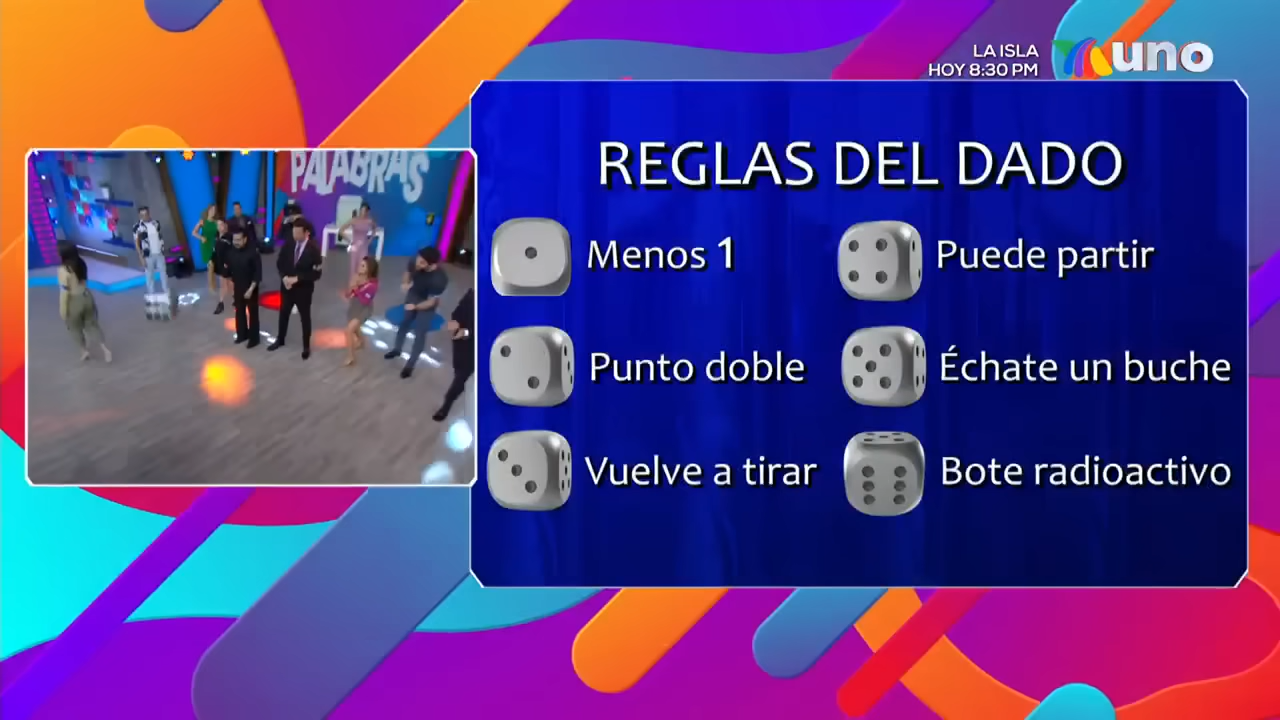 LA ISLA
HOY 8:30 PM
uno
PALABRAS
REGLAS DEL DADO
Menos 1
Puede partir
Punto doble
Échate un buche
Vuelve a tirar
Bote radioactivo